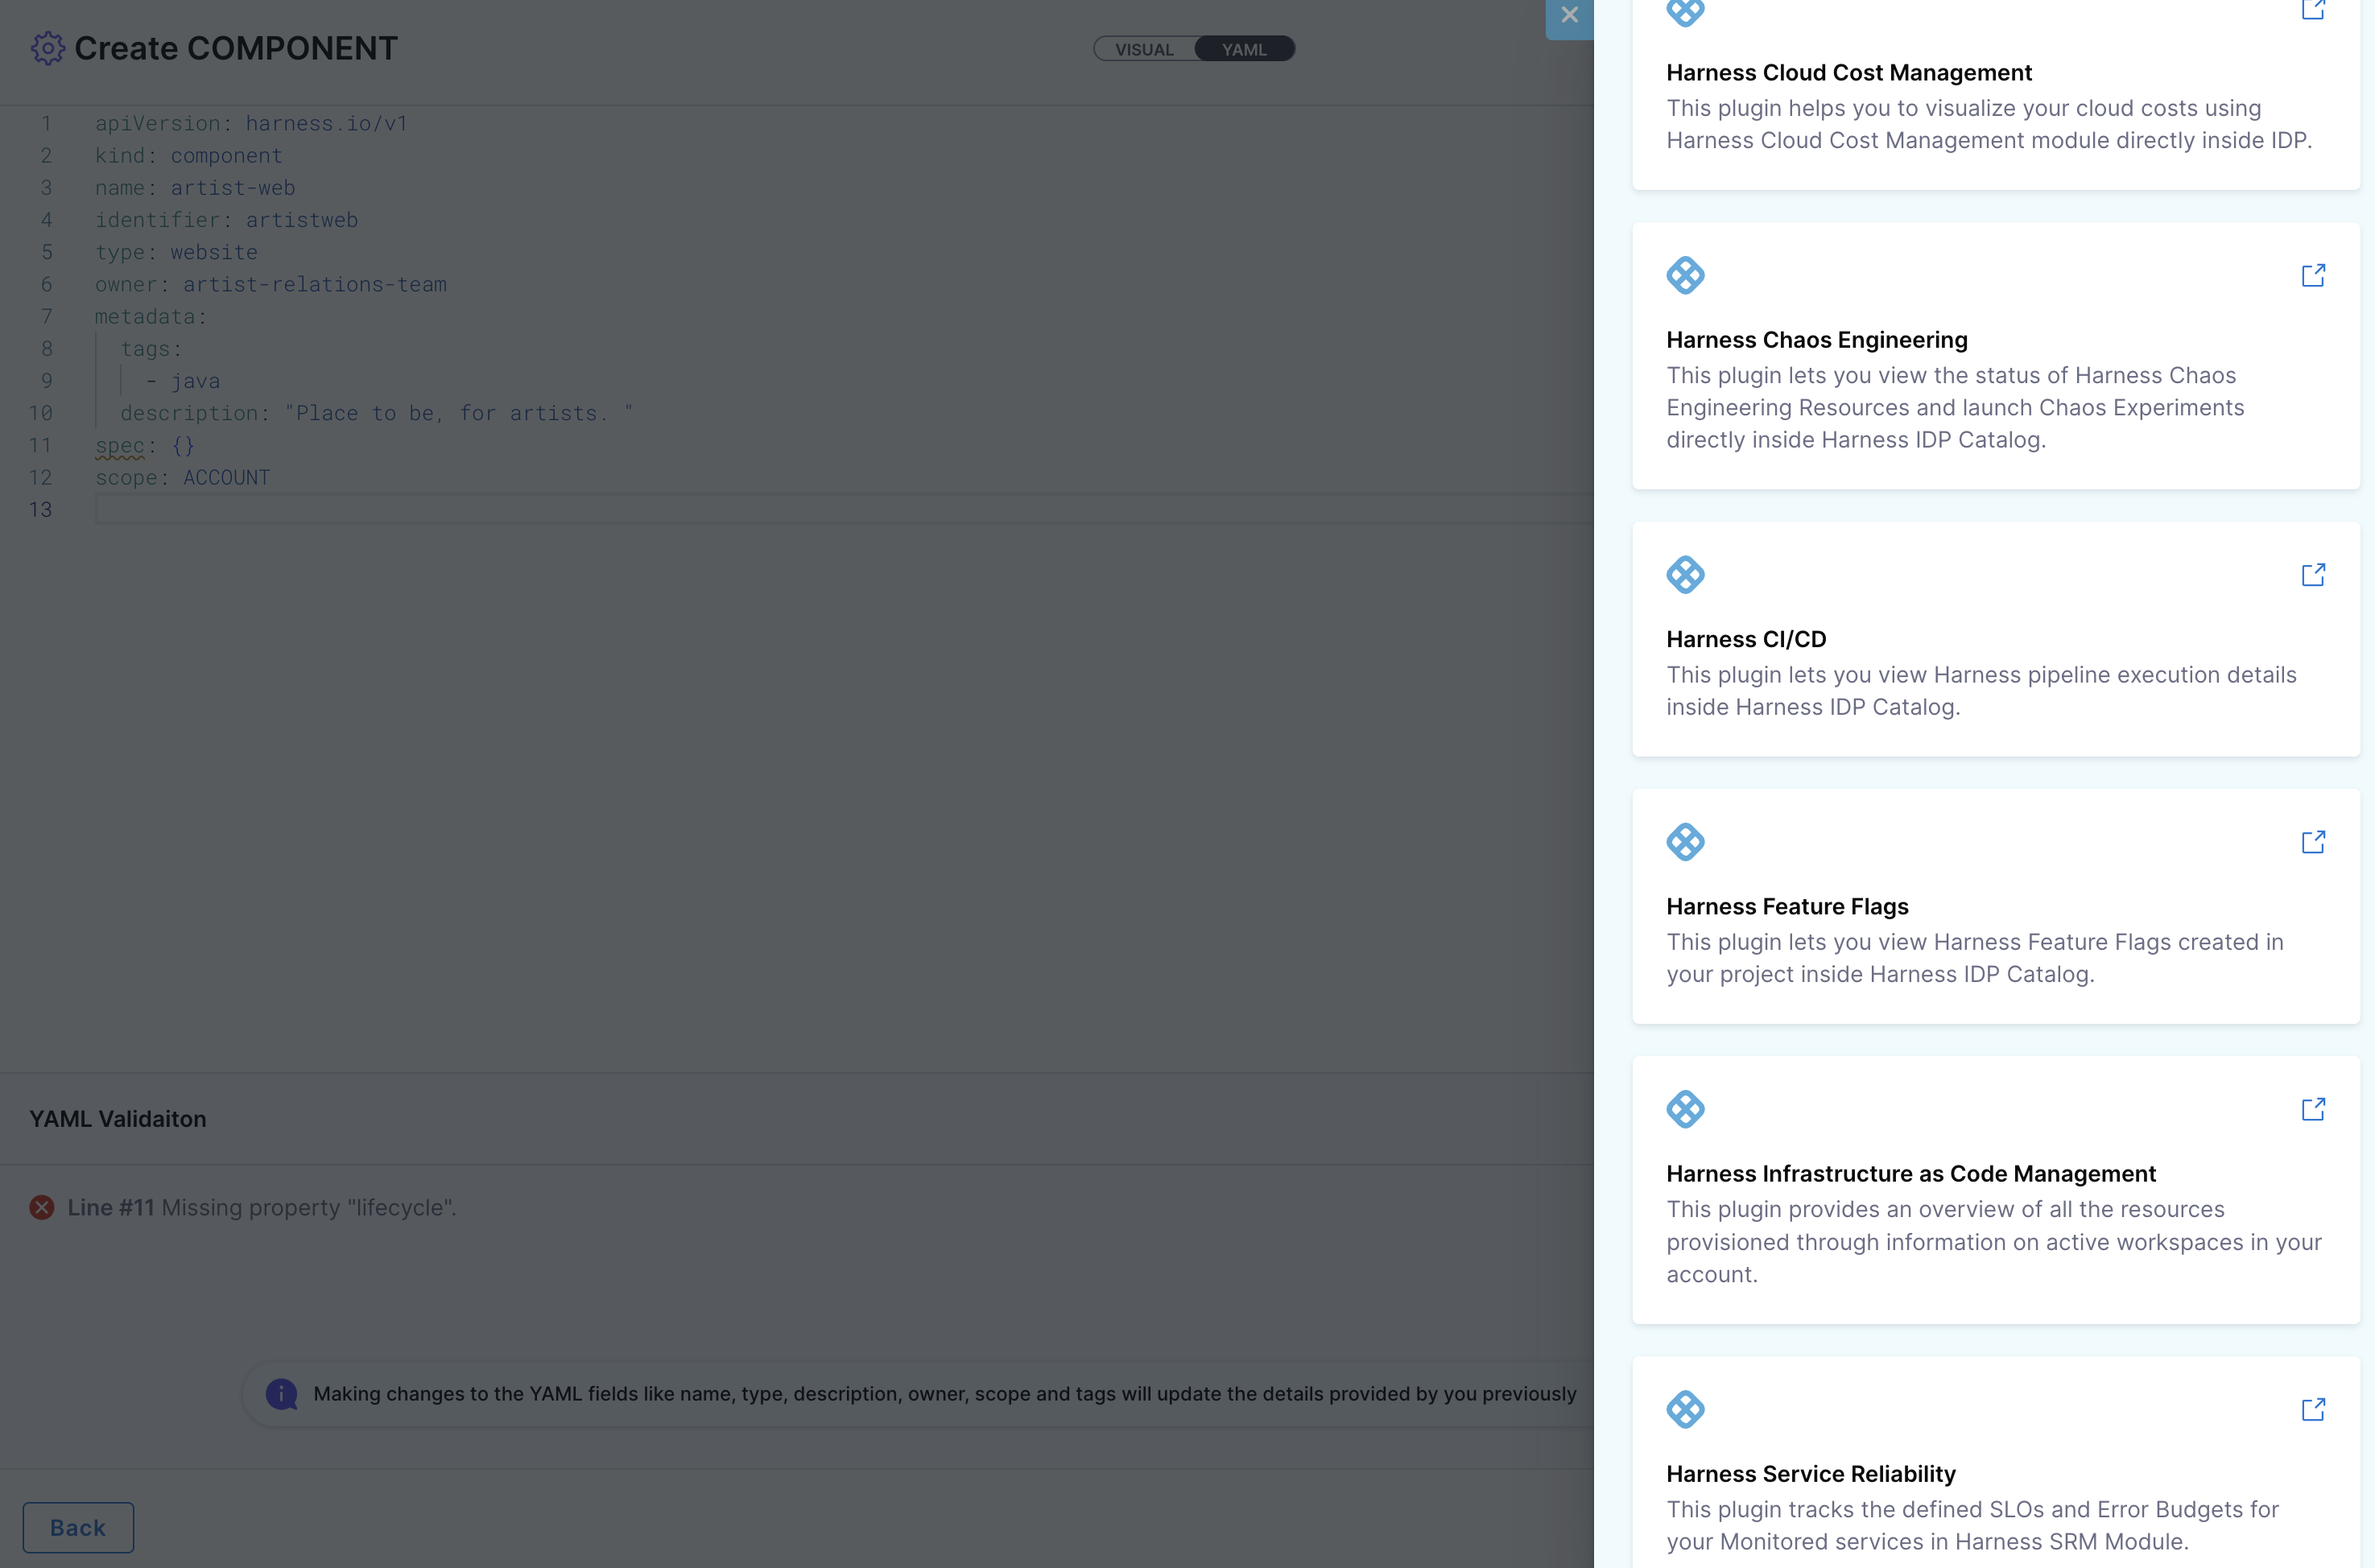 Create COMPONENT
VISUAL
YAML
1 apiVersion: harness.io/v1
2 kind: component
3 name: artist-web
4 identifier: artistweb
5 type: website
6 owner: artist-relations-team
7 metadata:
8 tags:
9 - java
10 description: "Place to be, for artists. "
11 spec: {}
12 scope: ACCOUNT
13
YAML Validaiton
Line #11 Missing property "lifecycle".
Making changes to the YAML fields like name, type, description, owner, scope and tags will update the details provided by you previously
Back
Harness Cloud Cost Management
This plugin helps you to visualize your cloud costs using
Harness Cloud Cost Management module directly inside IDP.
Harness Chaos Engineering
This plugin lets you view the status of Harness Chaos
Engineering Resources and launch Chaos Experiments
directly inside Harness IDP Catalog.
Harness CI/CD
This plugin lets you view Harness pipeline execution details
inside Harness IDP Catalog.
Harness Feature Flags
This plugin lets you view Harness Feature Flags created in
your project inside Harness IDP Catalog.
Harness Infrastructure as Code Management
This plugin provides an overview of all the resources
provisioned through information on active workspaces in your
account.
Harness Service Reliability
This plugin tracks the defined SLOs and Error Budgets for
your Monitored services in Harness SRM Module.